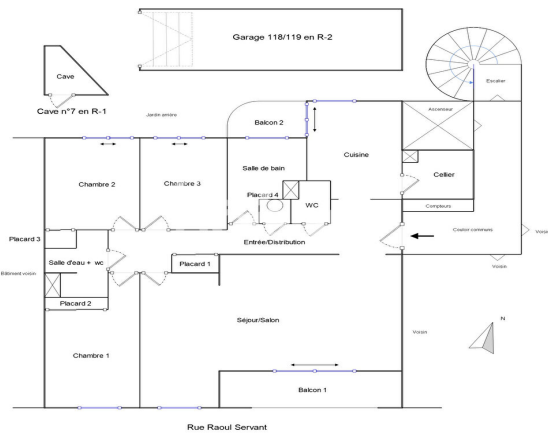 Garage 118/119 en R-2
Cave
Cave n°7 en R-1
Escalier
Jardin arrière
Ascenseur
Balcon 2
Cuisine
Salle de bain
Cellier
Chambre 2
Chambre 3
Placard 4
WC
Compteurs
Couloir communs
Voisin
Placard 3
Entrée/Distribution
Salle d'eau + wc
Placard 1
Voisin
Bâtiment voisin
Placard 2
Séjour/Salon
N
Voisin
Chambre 1
Balcon 1
Rue Raoul Servant